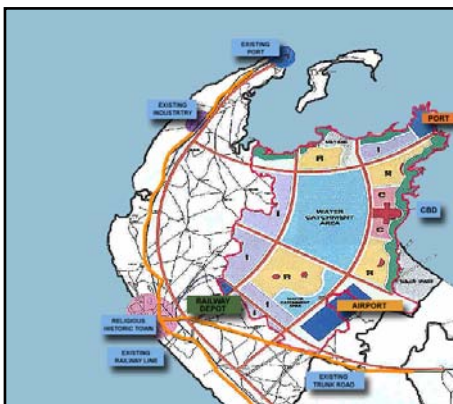 EXISTING
PORT
EXISTING
INDUSTRTRY
PORT
I
R
I
R
C
WATER
CATCHMENT
AREA
CBD
C
I
R
R
I
RAILWAY
DEPOT
AIRPORT
I
I
RELIGIOUS
HISTORIC TOWN
EXISTING
RAILWAY LINE
EXISTING
TRUNK ROAD